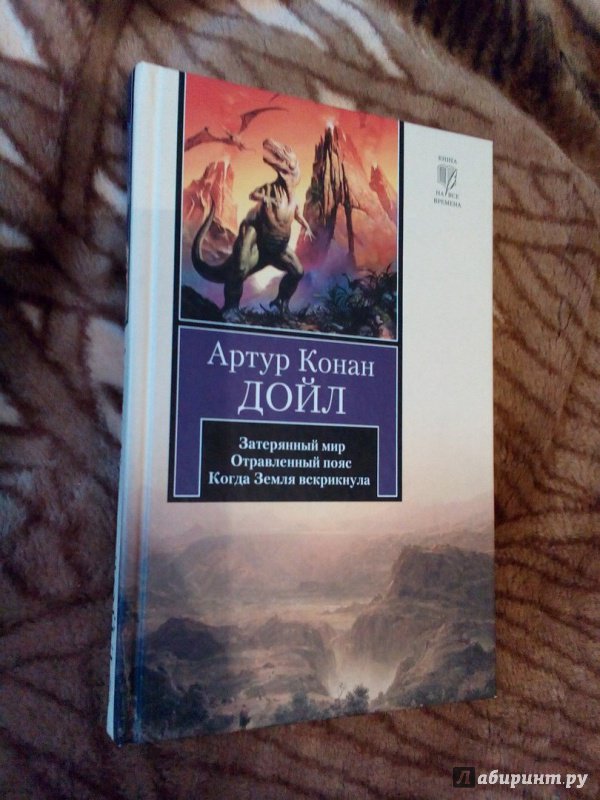 КНИГА
НА ВСЕ
ВРЕМЕНА
Артур Конан
ДОЙЛ
Затерянный мир
Отравленный пояс
Когда Земля вскрикнула
Лабиринт.ру